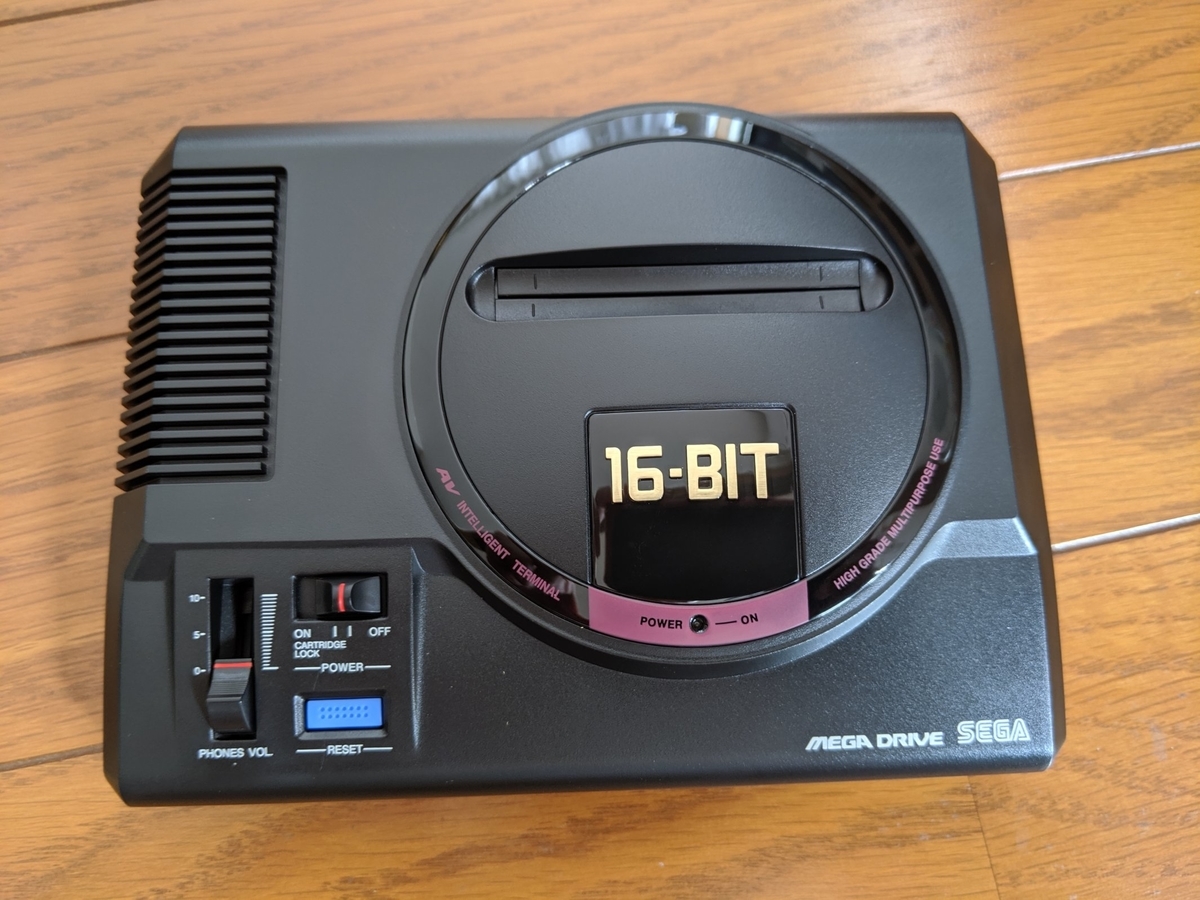 16-BIT
AV INTELLIGENT TERMINAL
HIGH GRADE MULTIPURPOSE USE
POWER ON
10
5
0
ON OFF
CARTRIDGE
LOCK
POWER
RESET
PHONES VOL
MEGA DRIVE SEGA